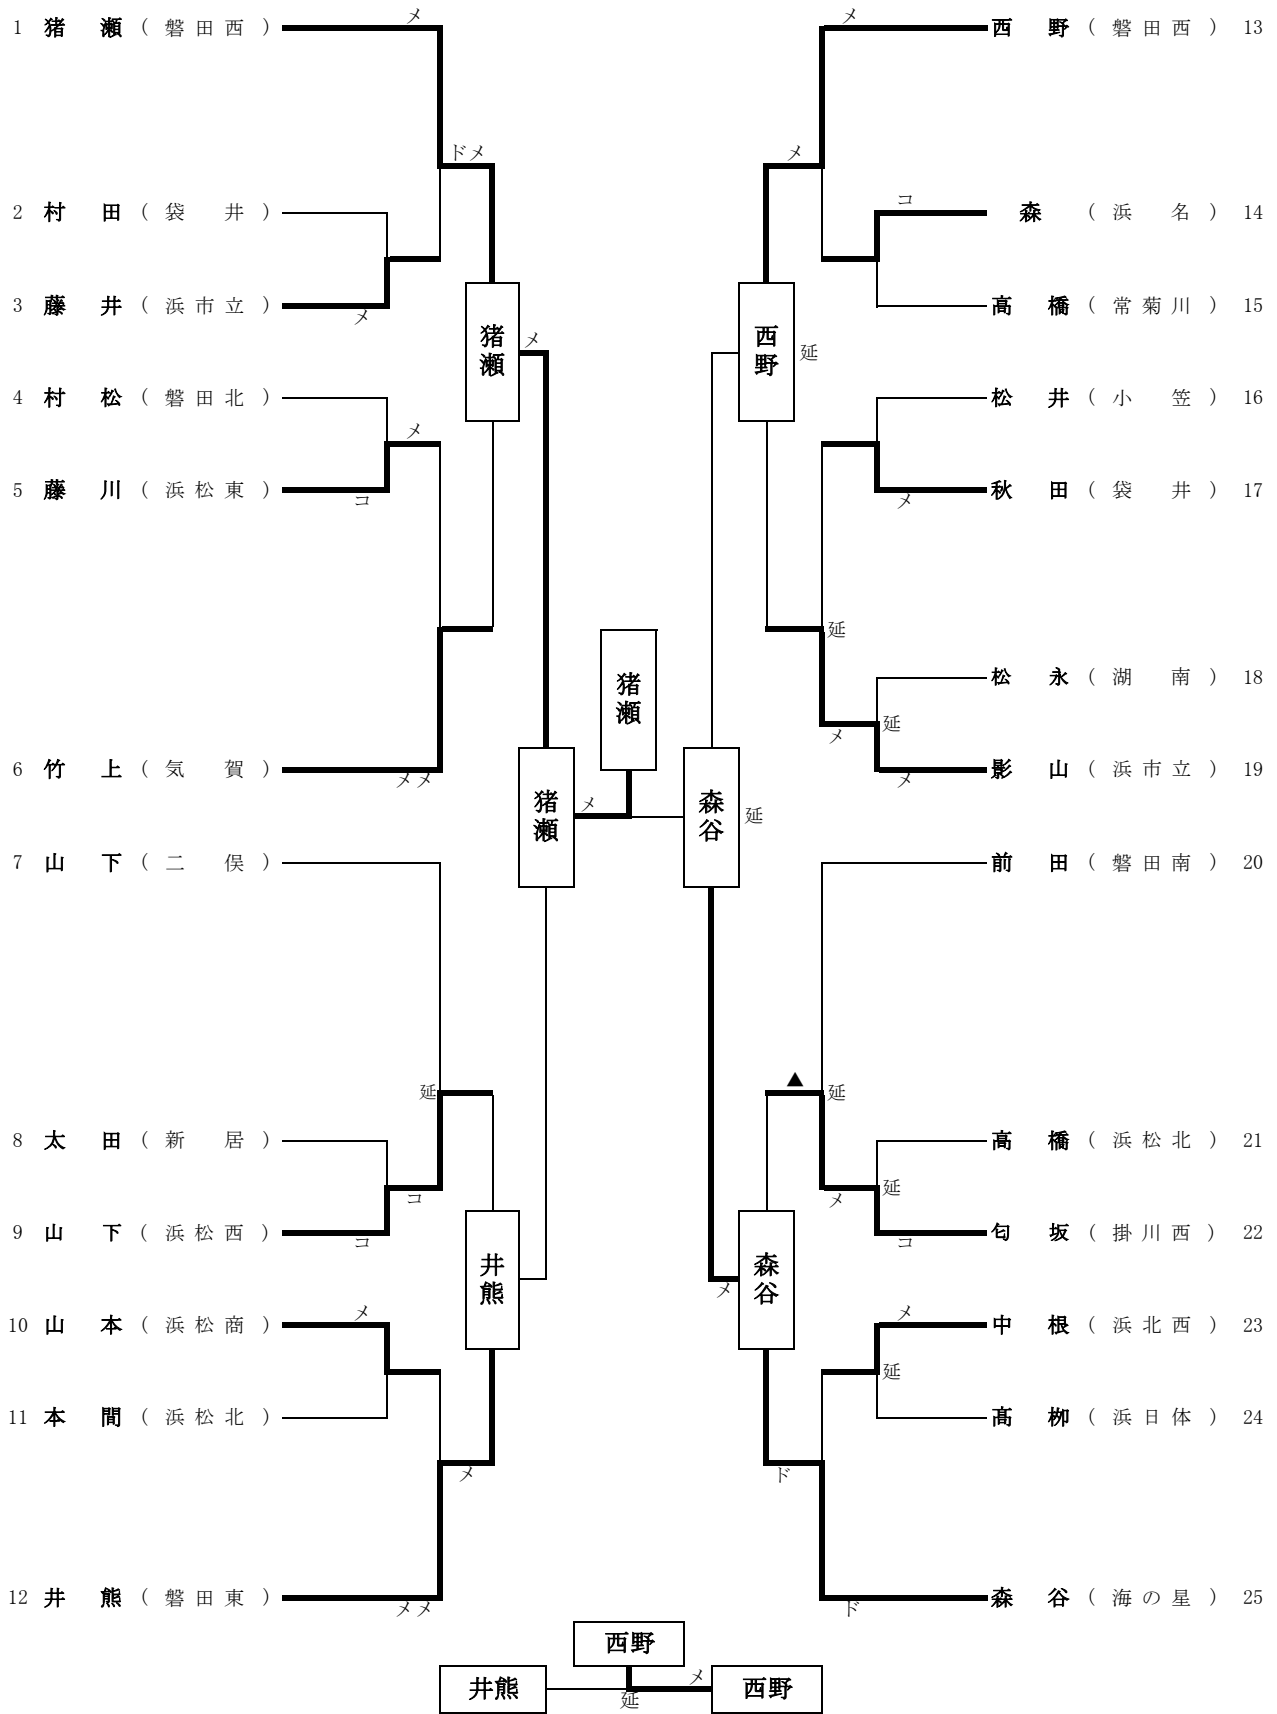 メ
メ
1 猪 瀬 ( 磐 田 西 )
西 野 ( 磐 田 西 ) 13
ドメ
メ
2 村 田 ( 袋 井 )
コ
森 ( 浜 名 ) 14
3 藤 井 ( 浜 市 立 )
メ
高 橋 ( 常 菊 川 ) 15
猪瀬
メ
西野
延
4 村 松 ( 磐 田 北 )
メ
松 井 ( 小 笠 ) 16
5 藤 川 ( 浜 松 東 )
コ
秋 田 ( 袋 井 ) 17
メ
延
猪瀬
松 永 ( 湖 南 ) 18
延
メ
6 竹 上 ( 気 賀 )
メメ
影 山 ( 浜 市 立 ) 19
メ
猪瀬
メ
森谷
延
7 山 下 ( 二 俣 )
前 田 ( 磐 田 南 ) 20
延
▲
延
8 太 田 ( 新 居 )
高 橋 ( 浜 松 北 ) 21
コ
延
メ
9 山 下 ( 浜 松 西 )
コ
匂 坂 ( 掛 川 西 ) 22
コ
井熊
森谷
メ
10 山 本 ( 浜 松 商 )
メ
メ
中 根 ( 浜 北 西 ) 23
延
11 本 間 ( 浜 松 北 )
髙 栁 ( 浜 日 体 ) 24
メ
ド
12 井 熊 ( 磐 田 東 )
メメ
森 谷 ( 海 の 星 ) 25
ド
西野
井熊
延
メ
西野